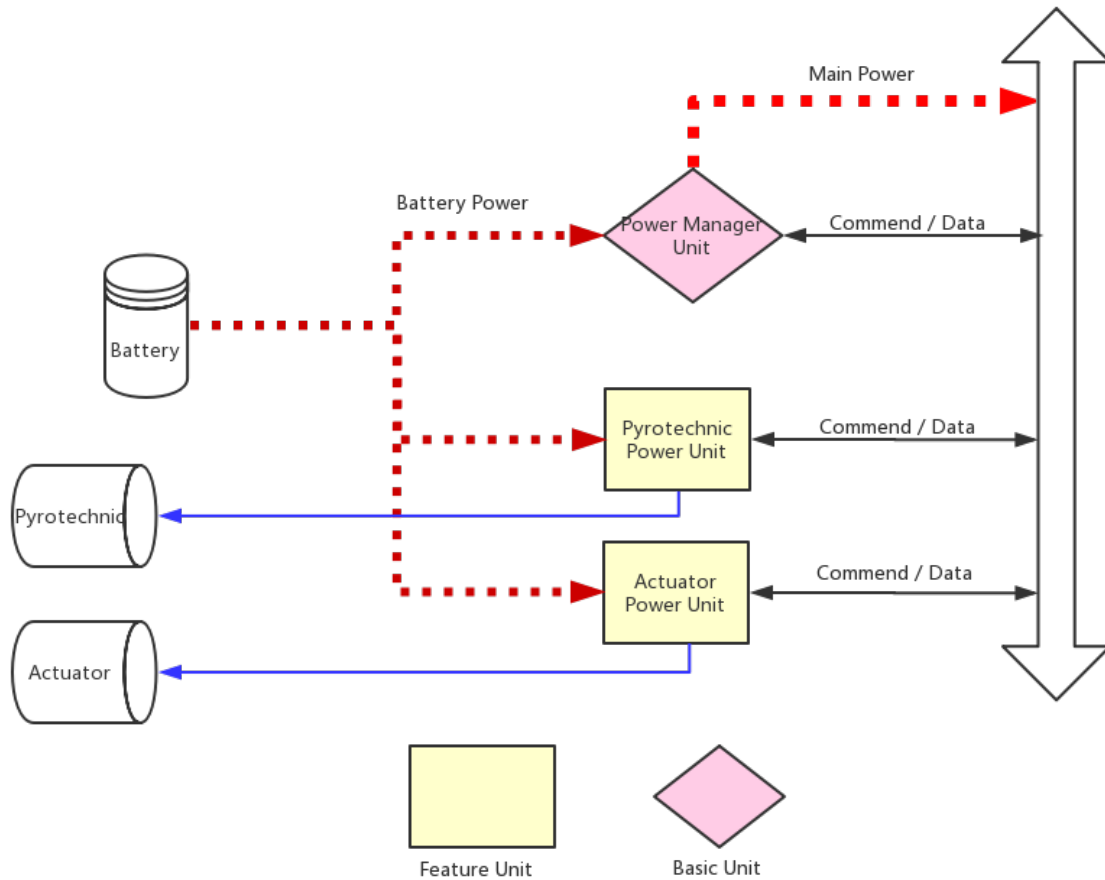 Main Power
Battery Power
Power Manager
Unit
Commend / Data
Battery
Pyrotechnic
Power Unit
Commend / Data
Pyrotechnic
Actuator
Power Unit
Commend / Data
Actuator
Feature Unit
Basic Unit